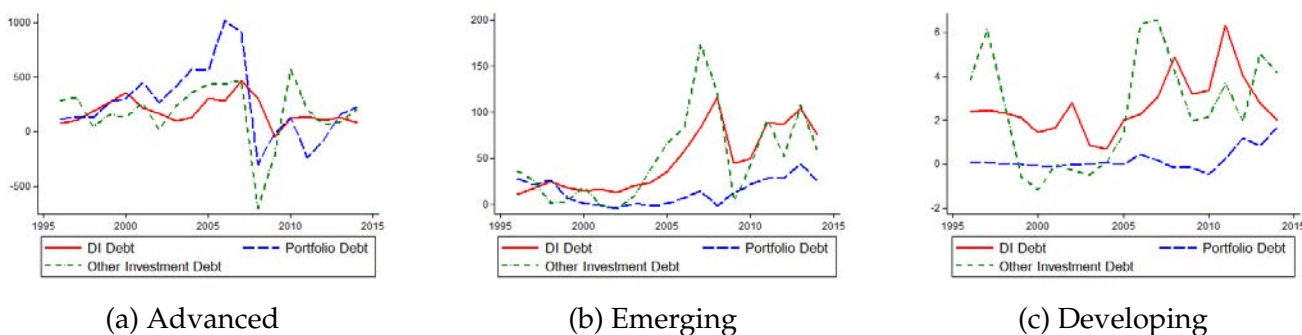 1000
500
0
-500
1995 2000 2005 2010 2015
DI Debt Portfolio Debt
Other Investment Debt
(a) Advanced
200
150
100
50
0
1995 2000 2005 2010 2015
DI Debt Portfolio Debt
Other Investment Debt
(b) Emerging
6
4
2
0
-2
1995 2000 2005 2010 2015
DI Debt Portfolio Debt
Other Investment Debt
(c) Developing